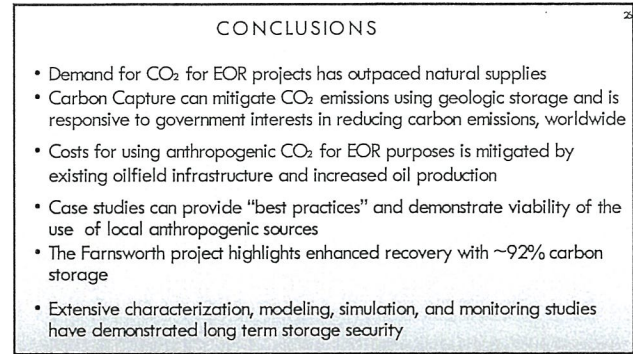 CONCLUSIONS
• Demand for CO₂ for EOR projects has outpaced natural supplies
• Carbon Capture can mitigate CO₂ emissions using geologic storage and is
responsive to government interests in reducing carbon emissions, worldwide
• Costs for using anthropogenic CO₂ for EOR purposes is mitigated by
existing oilfield infrastructure and increased oil production
• Case studies can provide “best practices” and demonstrate viability of the
use of local anthropogenic sources
• The Farnsworth project highlights enhanced recovery with ~92% carbon
storage
• Extensive characterization, modeling, simulation, and monitoring studies
have demonstrated long term storage security